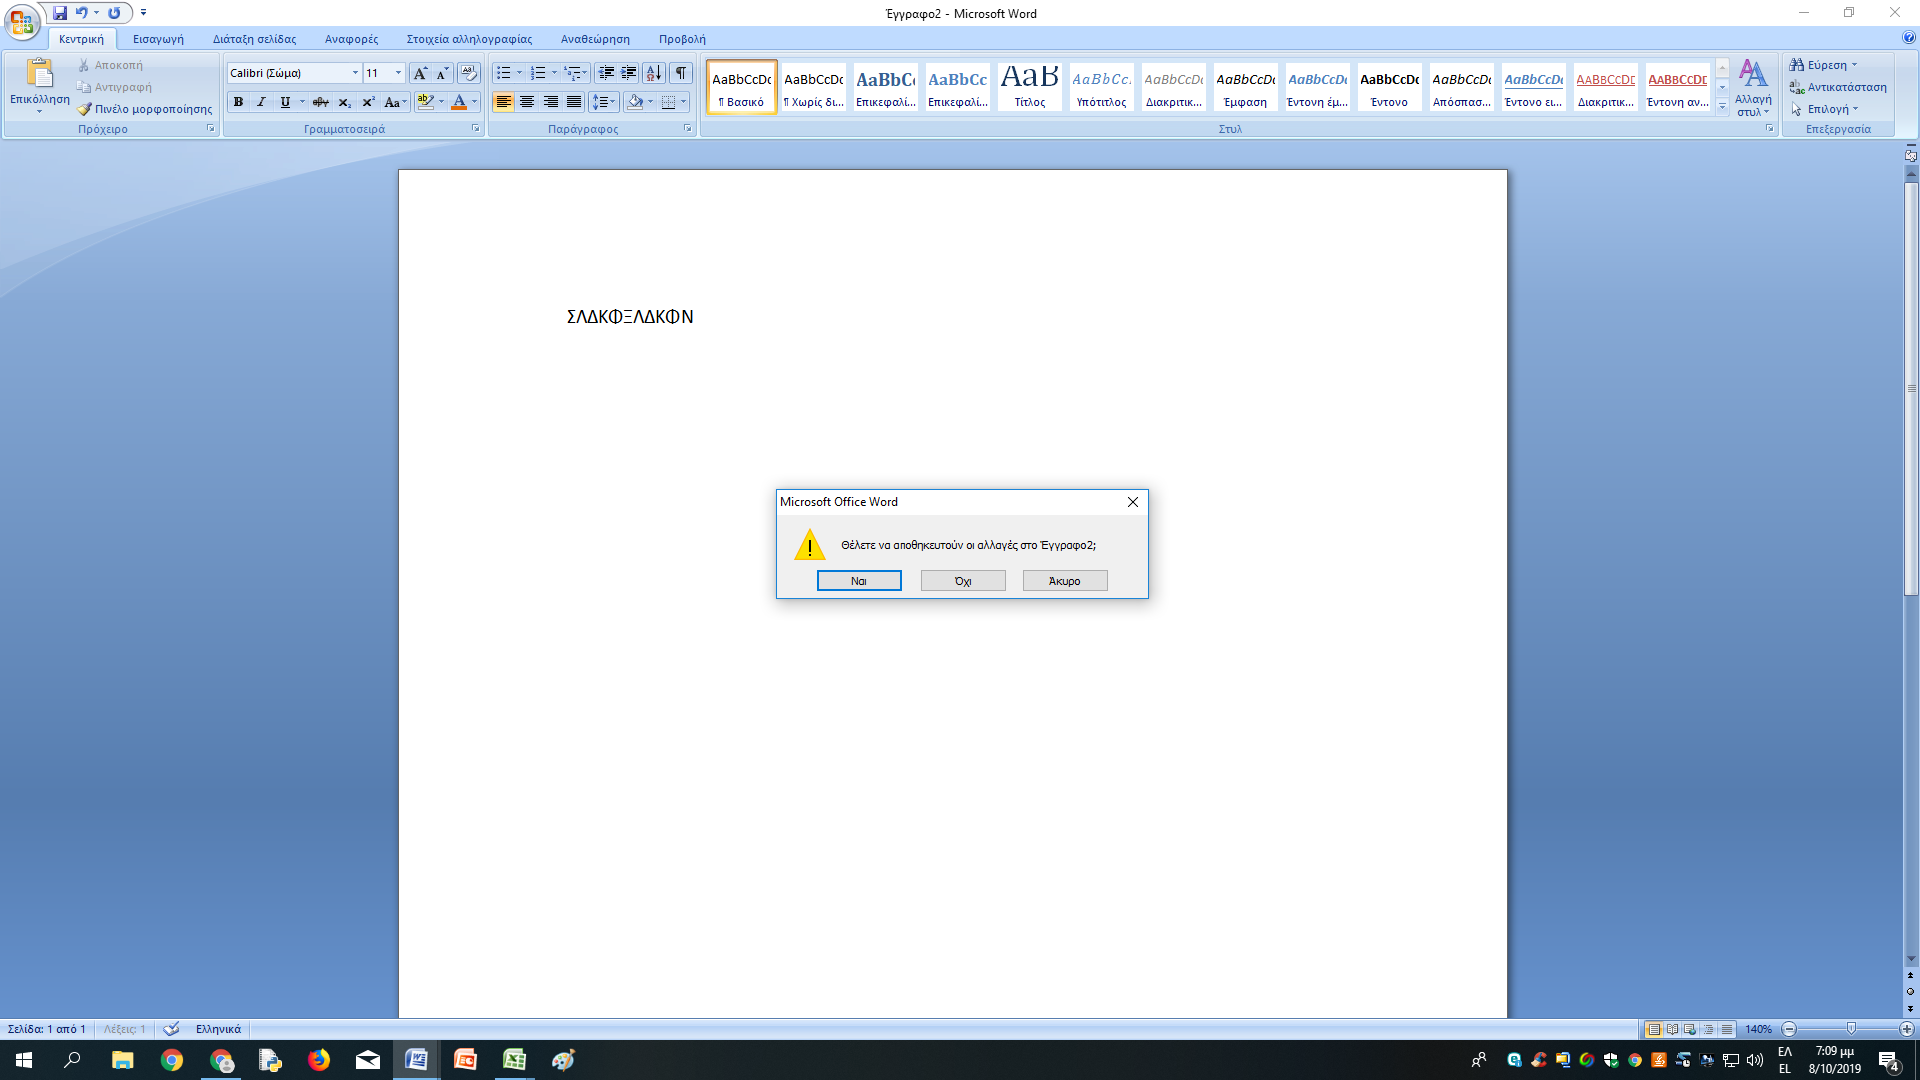 Έγγραφο2 - Microsoft Word
Κεντρική Εισαγωγή Διάταξη σελίδας Αναφορές Στοιχεία αλληλογραφίας Αναθεώρηση Προβολή
Επικόλληση
Αποκοπή
Αντιγραφή
Πινέλο μορφοποίησης
Πρόχειρο
Calibri (Σώμα) 11
Γραμματοσειρά
Παράγραφος
AaBbCcDc AaBbCcDc AaBbC AaBbCc AaB AaBbCc. AaBbCcDc AaBbCcDc AaBbCcDc AaBbCcDc AaBbCcDc AaBbCcDc AABBCCDD AABBCCDD
¶ Βασικό ¶ Χωρίς δι... Επικεφαλί... Επικεφαλί... Τίτλος Υπότιτλος Διακριτικ... Έμφαση Έντονη έμ... Έντονο Απόσπασ... Έντονο ει... Διακριτικ... Έντονη αν...
Αλλαγή
στυλ
Στυλ
Εύρεση
Αντικατάσταση
Επιλογή
Επεξεργασία
ΣΛΔΚΦΞΛΔΚΦΝ
Microsoft Office Word
Θέλετε να αποθηκευτούν οι αλλαγές στο Έγγραφο2;
Ναι Όχι Άκυρο
Σελίδα: 1 από 1 Λέξεις: 1 Ελληνικά 140%
ΕΛ
EL
7:09 μμ
8/10/2019
4